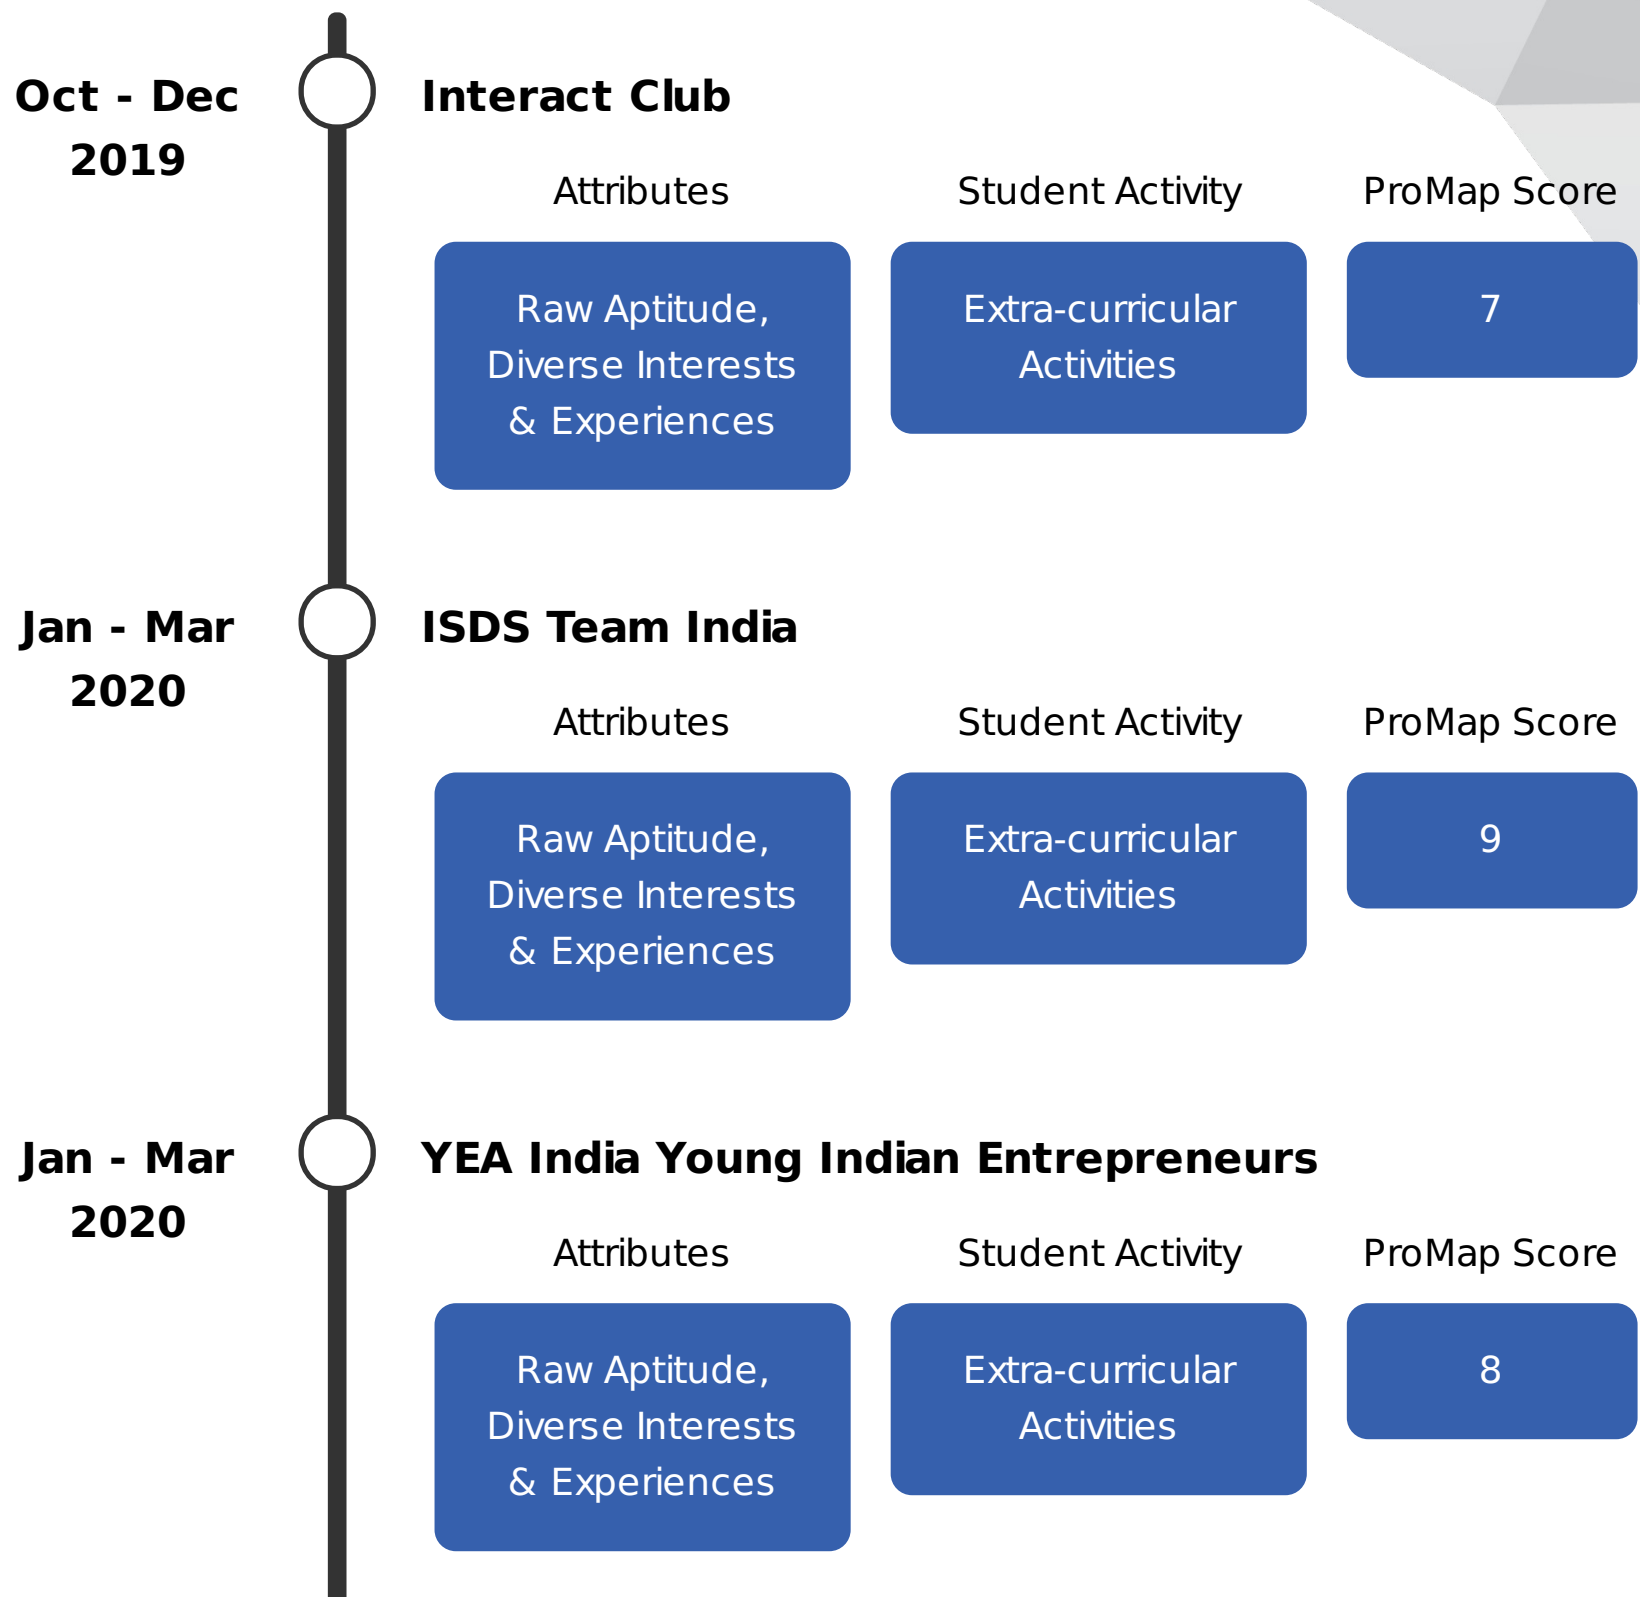 Oct - Dec
2019
Interact Club
Attributes
Student Activity
ProMap Score
Raw Aptitude,
Diverse Interests
& Experiences
Extra-curricular
Activities
7
Jan - Mar
2020
ISDS Team India
Attributes
Student Activity
ProMap Score
Raw Aptitude,
Diverse Interests
& Experiences
Extra-curricular
Activities
9
Jan - Mar
2020
YEA India Young Indian Entrepreneurs
Attributes
Student Activity
ProMap Score
Raw Aptitude,
Diverse Interests
& Experiences
Extra-curricular
Activities
8